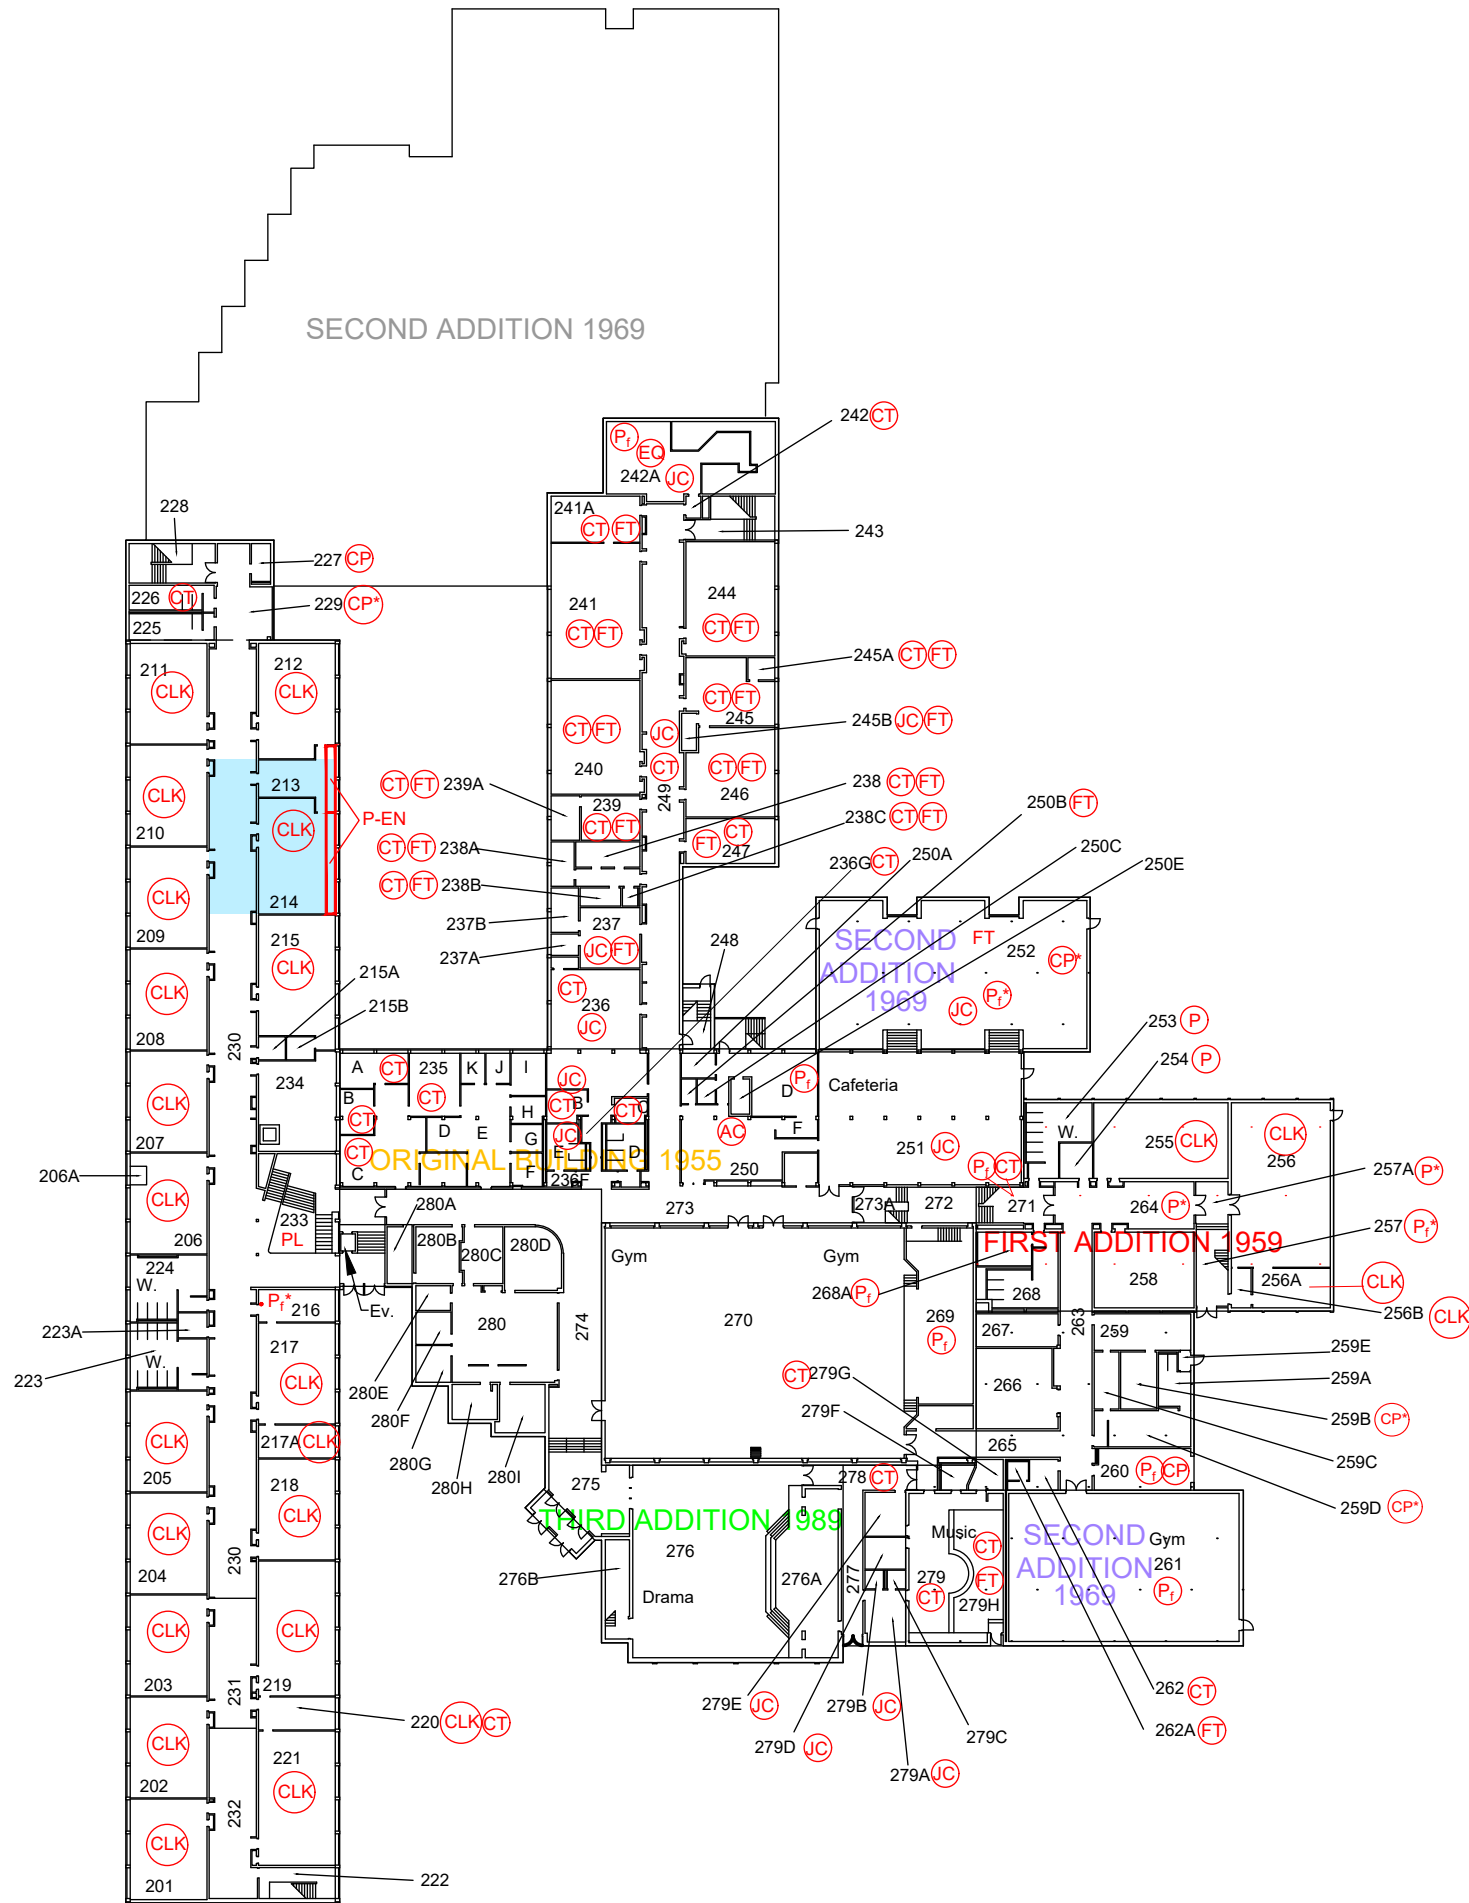 SECOND ADDITION 1969
242 CT
Pf
EQ
242A JC
241A
CT FT
243
228
227 CP
226 CT
229 CP*
225
241
CT FT
244
CT FT
211
CLK
212
CLK
245A CT FT
CT FT
245
245B JC FT
CT FT
240
JC
CT
249
CT FT
246
213
CLK
210
CLK
214
P-EN
CT FT 239A
239
CT FT
238 CT FT
238C CT FT
250B FT
CT FT 238A
CT FT 238B
FT CT
247
236G CT
250A
250C
250E
CLK
209
215
CLK
237B
237
JC FT
237A
CT
236
JC
248
SECOND
ADDITION
1969
FT
252
CP*
Pf*
JC
215A
215B
CLK
208
230
234
253 P
254 P
A
CT
235
CT
K
J
I
B
CT
H
D
E
G
CT
C
F
JC
CT
B
CT
C
JC
E
D
236F
Pf
D
AC
F
250
Cafeteria
251 JC
Pf CT
ORIGINAL BUILDING 1955
CLK
207
206A
CLK
206
W.
255
CLK
CLK
256
257A P*
273
273A
272
271
264 P*
257 Pf*
233
PL
280A
280B
280C
280D
Gym
Gym
FIRST ADDITION 1959
258
256A
CLK
256B CLK
224
W.
Pf*
216
Ev.
268A Pf
268
223A
W.
223
217
CLK
280
274
270
269
Pf
267
263
259
259E
259A
266
259B CP*
280E
280F
280G
280H
280I
CT 279G
279F
217A CLK
CLK
205
265
259C
260 Pf CP
259D CP*
218
CLK
275
278 CT
THIRD ADDITION 1989
276
Music
CT
SECOND
ADDITION
1969
Gym
261
Pf
CLK
204
230
276B
Drama
276A
277
279
CT
FT
279H
CLK
203
CLK
219
231
220 CLK CT
279E JC
279B JC
279D JC
279C
279A JC
262 CT
262A FT
CLK
202
221
CLK
232
CLK
201
222